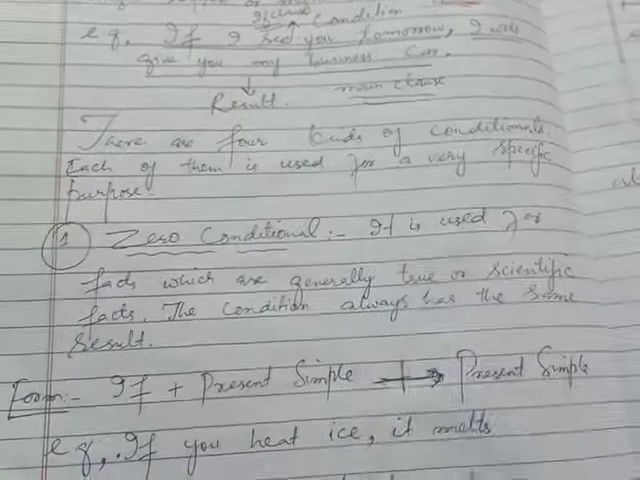 If clause Condition
e.g. If I see you tomorrow, I will
give you my business Car.
Result. main clause
There are four kinds of conditionals.
Each of them is used for a very specific
purpose.
1 Zero Conditional:- It is used for
facts which are generally true or scientific
facts. The condition always has the same
result.
Form:- If + Present Simple → Present Simple
e.g, If you heat ice, it melts